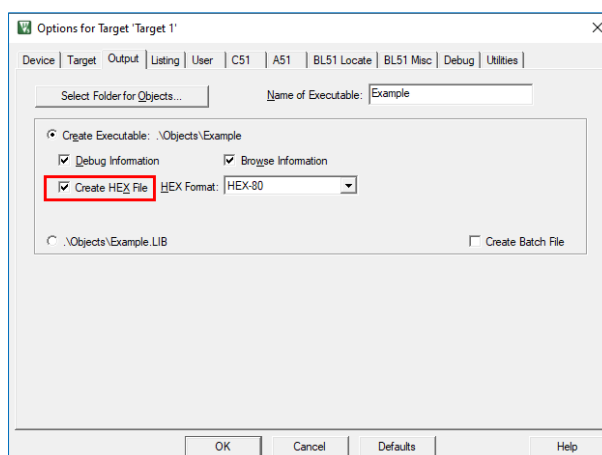 Options for Target 'Target 1'
Device Target Output Listing User C51 A51 BL51 Locate BL51 Misc Debug Utilities
Select Folder for Objects... Name of Executable: Example
Create Executable: .\Objects\Example
Debug Information Browse Information
Create HEX File HEX Format: HEX-80
.\Objects\Example.LIB Create Batch File
OK Cancel Defaults Help